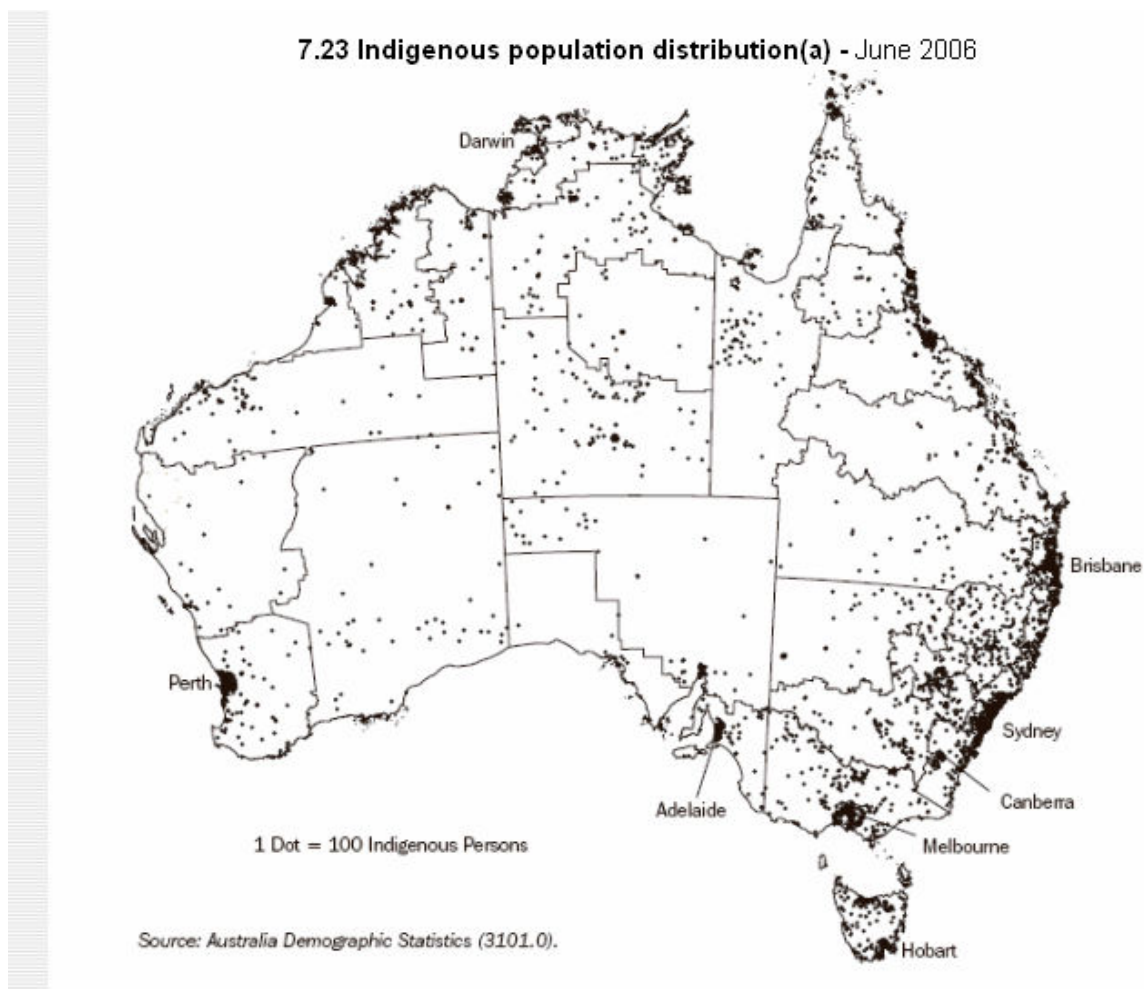 7.23 Indigenous population distribution(a) - June 2006
Darwin
Brisbane
Perth
Sydney
Canberra
Adelaide
Melbourne
1 Dot = 100 Indigenous Persons
Source: Australia Demographic Statistics (3101.0).
Hobart